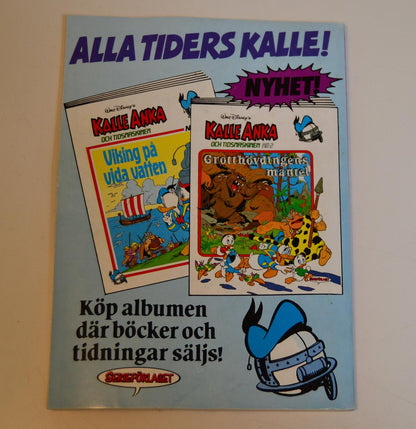 ALLA TIDERS KALLE!
NYHET!
WALT DISNEY's
KALLE ANKA
OCH TIDSMASKINEN
Viking på
vida vatten
WALT DISNEY's
KALLE ANKA
OCH TIDSMASKINEN NR 2
Grotthövdingens
mantel
Köp albumen
där böcker och
tidningar säljs!
SERIEFÖRLAGET